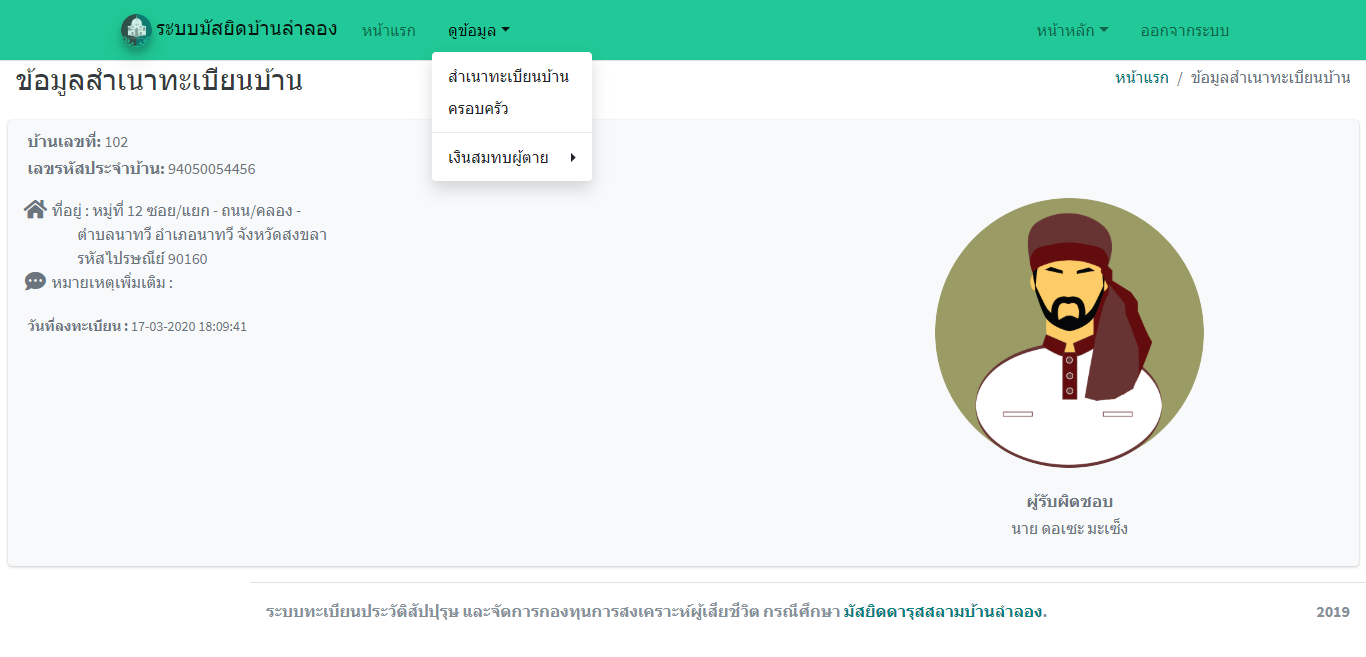 ระบบมัสยิดบ้านลำลอง หน้าแรก ดูข้อมูล หน้าหลัก ออกจากระบบ
ข้อมูลสำเนาทะเบียนบ้าน
หน้าแรก / ข้อมูลสำเนาทะเบียนบ้าน
สำเนาทะเบียนบ้าน
ครอบครัว
เงินสมทบผู้ตาย
บ้านเลขที่: 102
เลขรหัสประจำบ้าน: 94050054456
ที่อยู่ : หมู่ที่ 12 ซอย/แยก - ถนน/คลอง -
ตำบลนาทวี อำเภอนาทวี จังหวัดสงขลา
รหัสไปรษณีย์ 90160
หมายเหตุเพิ่มเติม :
วันที่ลงทะเบียน : 17-03-2020 18:09:41
ผู้รับผิดชอบ
นาย ดอเซะ มะเซ็ง
ระบบทะเบียนประวัติสัปปุรุษ และจัดการกองทุนการสงเคราะห์ผู้เสียชีวิต กรณีศึกษา มัสยิดดารุสสลามบ้านลำลอง. 2019